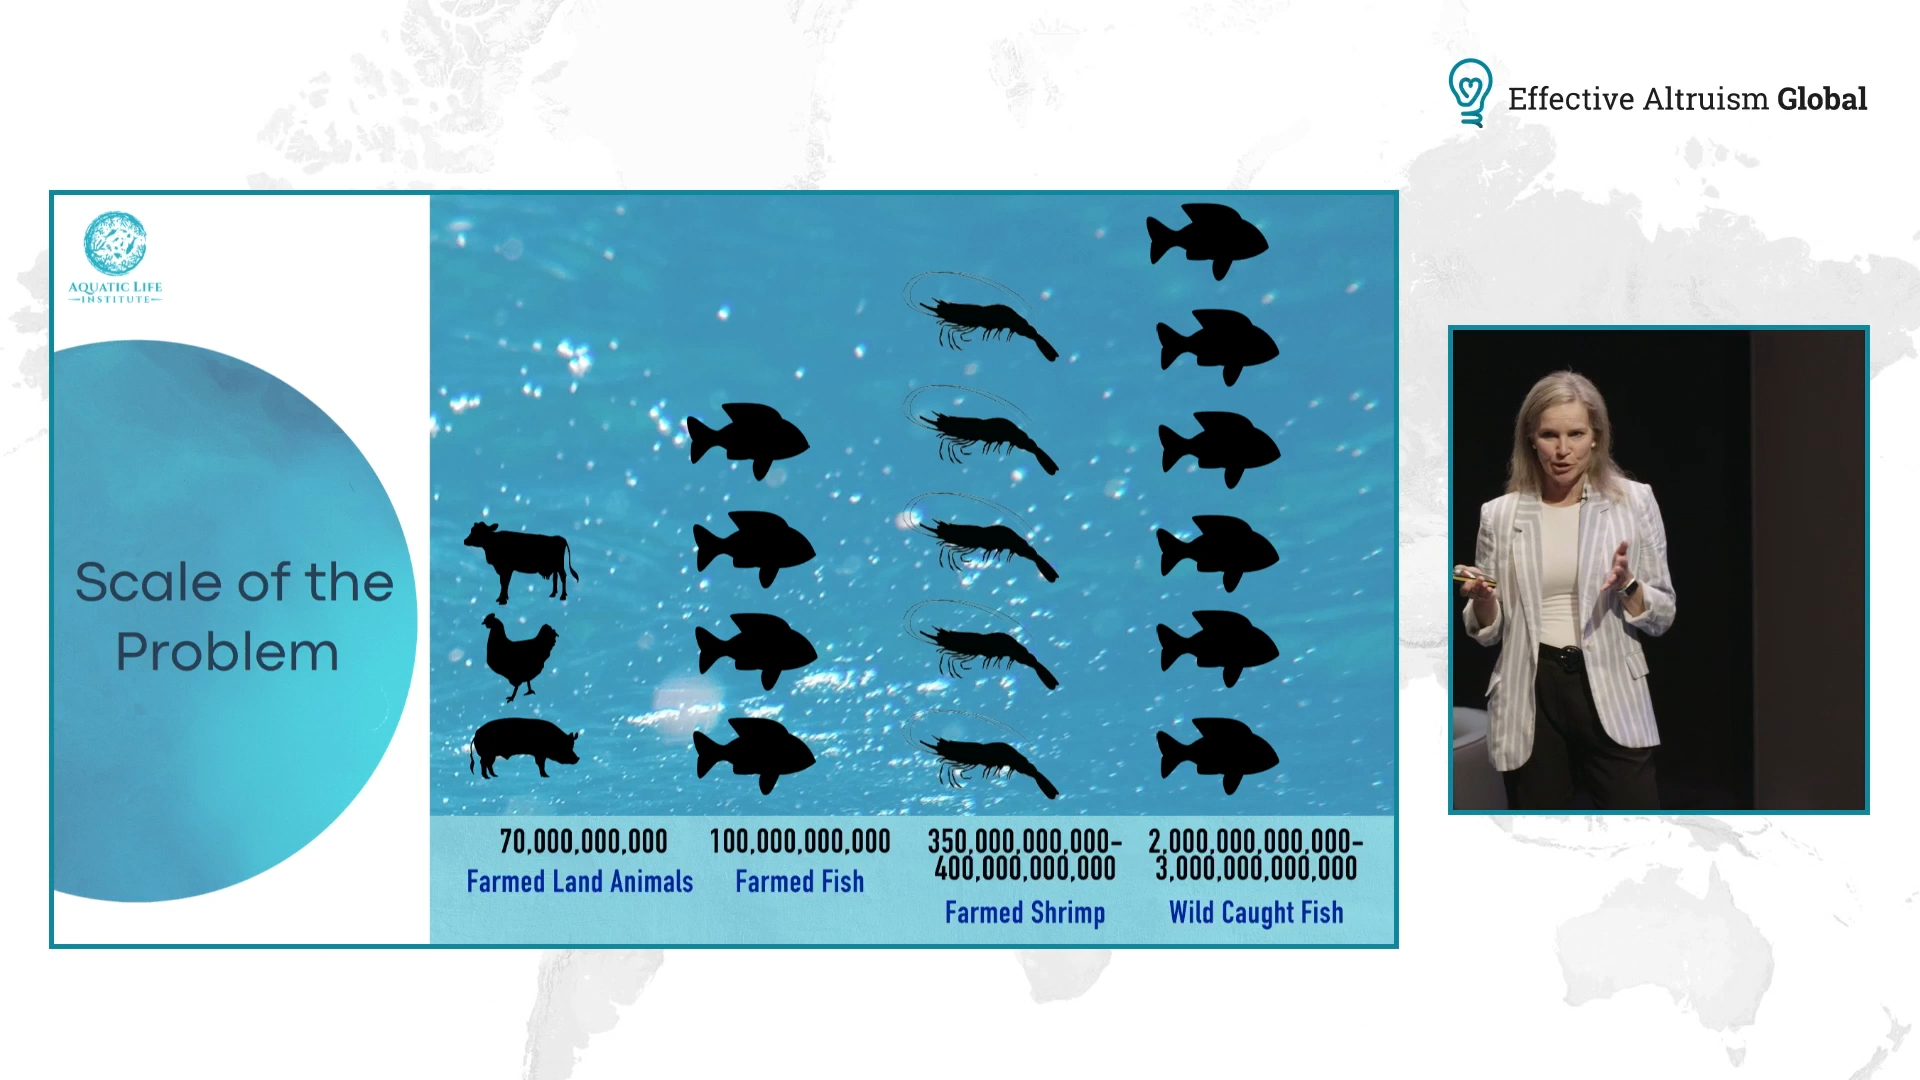 Effective Altruism Global
AQUATIC LIFE
INSTITUTE
Scale of the
Problem
70,000,000,000
Farmed Land Animals
100,000,000,000
Farmed Fish
350,000,000,000-
400,000,000,000
Farmed Shrimp
2,000,000,000,000-
3,000,000,000,000
Wild Caught Fish